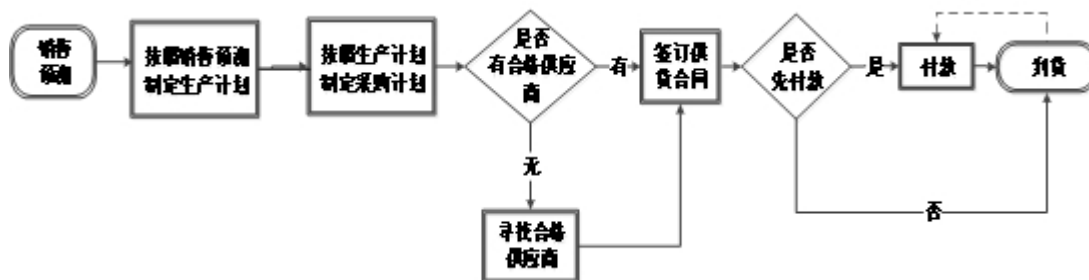 销售
预测
按照销售预测
制定生产计划
按照生产计划
制定采购计划
是否
有合格供应
商
有
签订供
货合同
是否
先付款
是
付款
到货
无
寻找合格
供应商
否